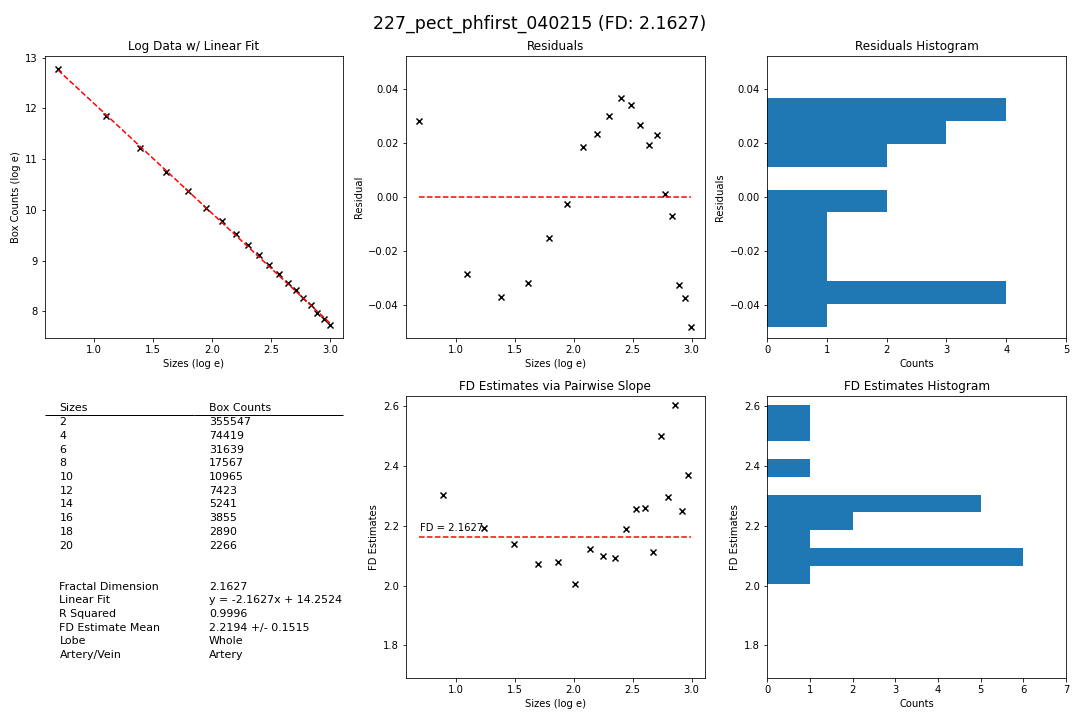 227_pect_phfirst_040215 (FD: 2.1627)
Log Data w/ Linear Fit
Box Counts (log e)
13
12
11
10
9
8
1.0 1.5 2.0 2.5 3.0
Sizes (log e)
Residuals
Residual
0.04
0.02
0.00
−0.02
−0.04
1.0 1.5 2.0 2.5 3.0
Sizes (log e)
Residuals Histogram
Residuals
0.04
0.02
0.00
−0.02
−0.04
0 1 2 3 4 5
Counts
Sizes Box Counts
2 355547
4 74419
6 31639
8 17567
10 10965
12 7423
14 5241
16 3855
18 2890
20 2266
Fractal Dimension 2.1627
Linear Fit y = -2.1627x + 14.2524
R Squared 0.9996
FD Estimate Mean 2.2194 +/- 0.1515
Lobe Whole
Artery/Vein Artery
FD Estimates via Pairwise Slope
FD Estimates
2.6
2.4
2.2
2.0
1.8
FD = 2.1627
1.0 1.5 2.0 2.5 3.0
Sizes (log e)
FD Estimates Histogram
FD Estimates
2.6
2.4
2.2
2.0
1.8
0 1 2 3 4 5 6 7
Counts